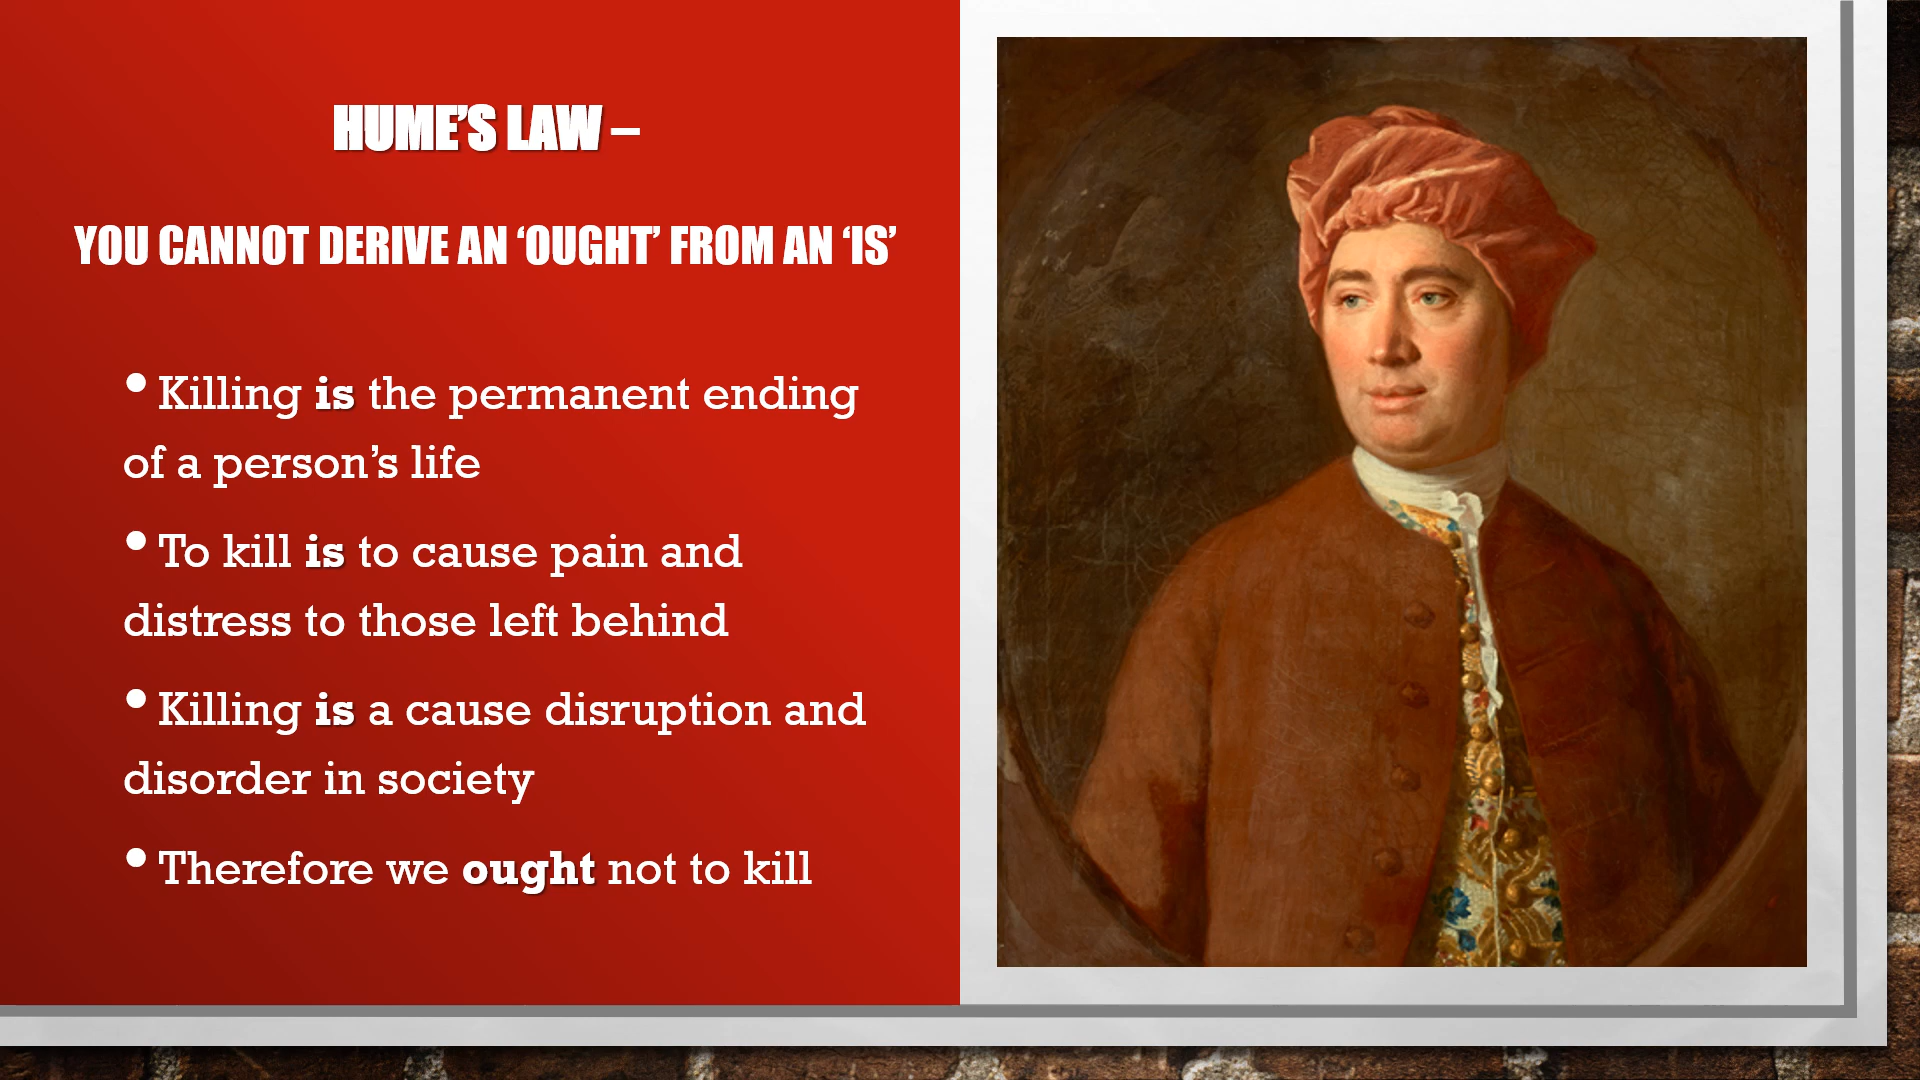 HUME’S LAW –
YOU CANNOT DERIVE AN ‘OUGHT’ FROM AN ‘IS’
• Killing is the permanent ending
of a person’s life
• To kill is to cause pain and
distress to those left behind
• Killing is a cause disruption and
disorder in society
• Therefore we ought not to kill